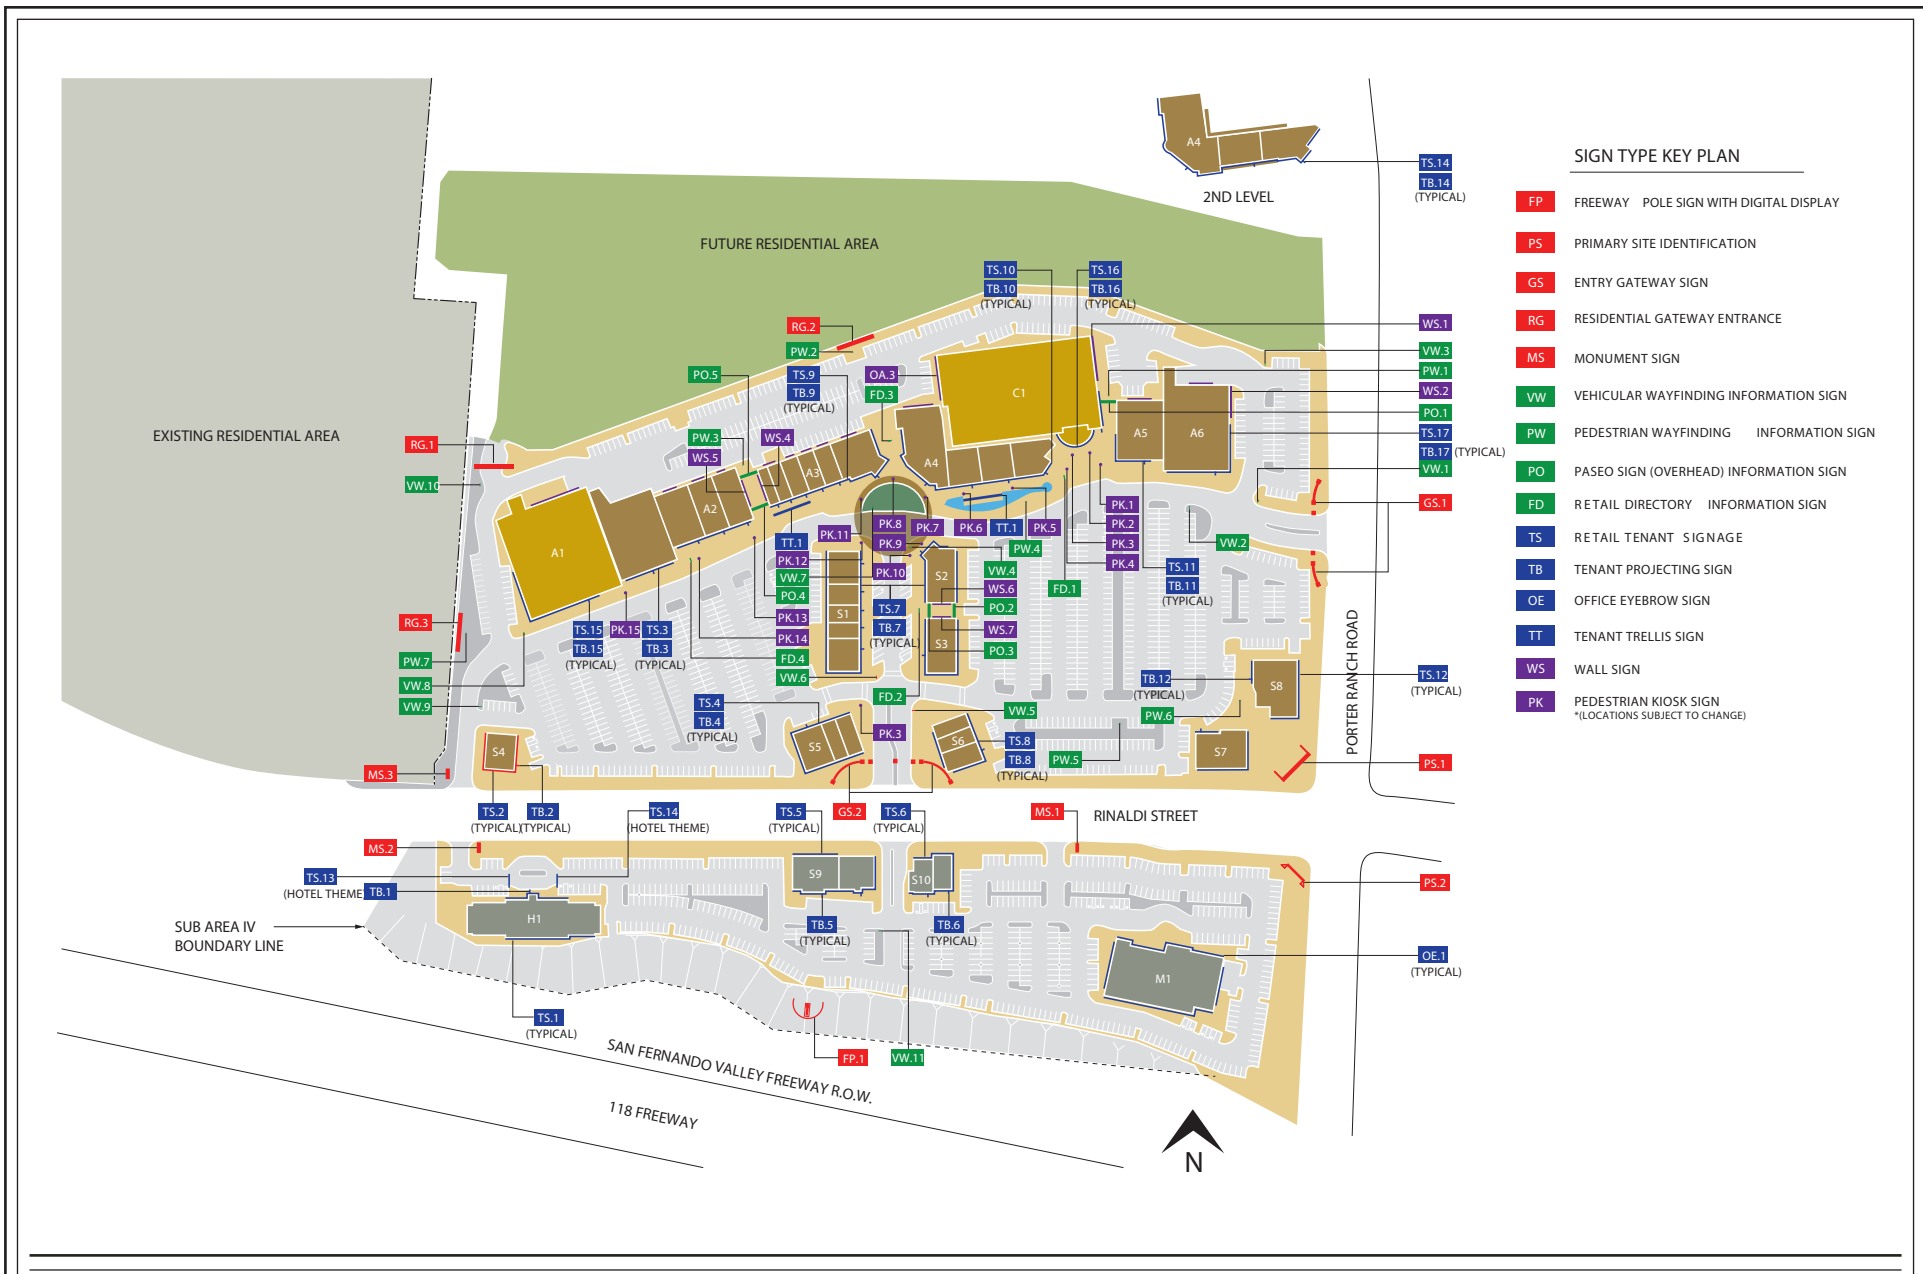 A4
2ND LEVEL
TS.14
TB.14
(TYPICAL)
SIGN TYPE KEY PLAN
FP FREEWAY POLE SIGN WITH DIGITAL DISPLAY
PS PRIMARY SITE IDENTIFICATION
GS ENTRY GATEWAY SIGN
RG RESIDENTIAL GATEWAY ENTRANCE
MS MONUMENT SIGN
VW VEHICULAR WAYFINDING INFORMATION SIGN
PW PEDESTRIAN WAYFINDING INFORMATION SIGN
PO PASEO SIGN (OVERHEAD) INFORMATION SIGN
FD RETAIL DIRECTORY INFORMATION SIGN
TS RETAIL TENANT SIGNAGE
TB TENANT PROJECTING SIGN
OE OFFICE EYEBROW SIGN
TT TENANT TRELLIS SIGN
WS WALL SIGN
PK PEDESTRIAN KIOSK SIGN
*(LOCATIONS SUBJECT TO CHANGE)
FUTURE RESIDENTIAL AREA
EXISTING RESIDENTIAL AREA
TS.10
TB.10
(TYPICAL)
TS.16
TB.16
(TYPICAL)
RG.2
PW.2
PO.5
TS.9
TB.9
(TYPICAL)
OA.3
FD.3
C1
WS.1
VW.3
PW.1
WS.2
PO.1
TS.17
TB.17 (TYPICAL)
VW.1
GS.1
RG.1
VW.10
PW.3
WS.5
WS.4
A3
A4
A5
A6
A2
A1
PK.11
PK.8
PK.7
PK.6
TT.1
PK.5
PK.9
PW.4
PK.10
PK.1
PK.2
PK.3
PK.4
VW.2
TT.1
PK.12
VW.7
PO.4
PK.13
PK.14
FD.4
VW.6
S1
S2
S3
VW.4
WS.6
PO.2
WS.7
PO.3
FD.1
TS.7
TB.7
(TYPICAL)
TS.11
TB.11
(TYPICAL)
TS.15
TB.15
(TYPICAL)
PK.15
TS.3
TB.3
(TYPICAL)
RG.3
PW.7
VW.8
VW.9
TS.4
TB.4
(TYPICAL)
FD.2
VW.5
PK.3
S5
S6
TS.8
TB.8
(TYPICAL)
PW.5
TB.12
(TYPICAL)
PW.6
S8
S7
TS.12
(TYPICAL)
PORTER RANCH ROAD
PS.1
MS.3
S4
TS.2
(TYPICAL)
TB.2
(TYPICAL)
TS.14
(HOTEL THEME)
TS.5
(TYPICAL)
GS.2
TS.6
(TYPICAL)
MS.1
RINALDI STREET
MS.2
TS.13
(HOTEL THEME
TB.1
H1
S9
S10
TB.5
(TYPICAL)
TB.6
(TYPICAL)
PS.2
M1
OE.1
(TYPICAL)
SUB AREA IV
BOUNDARY LINE
TS.1
(TYPICAL)
FP.1
VW.11
SAN FERNANDO VALLEY FREEWAY R.O.W.
118 FREEWAY
N